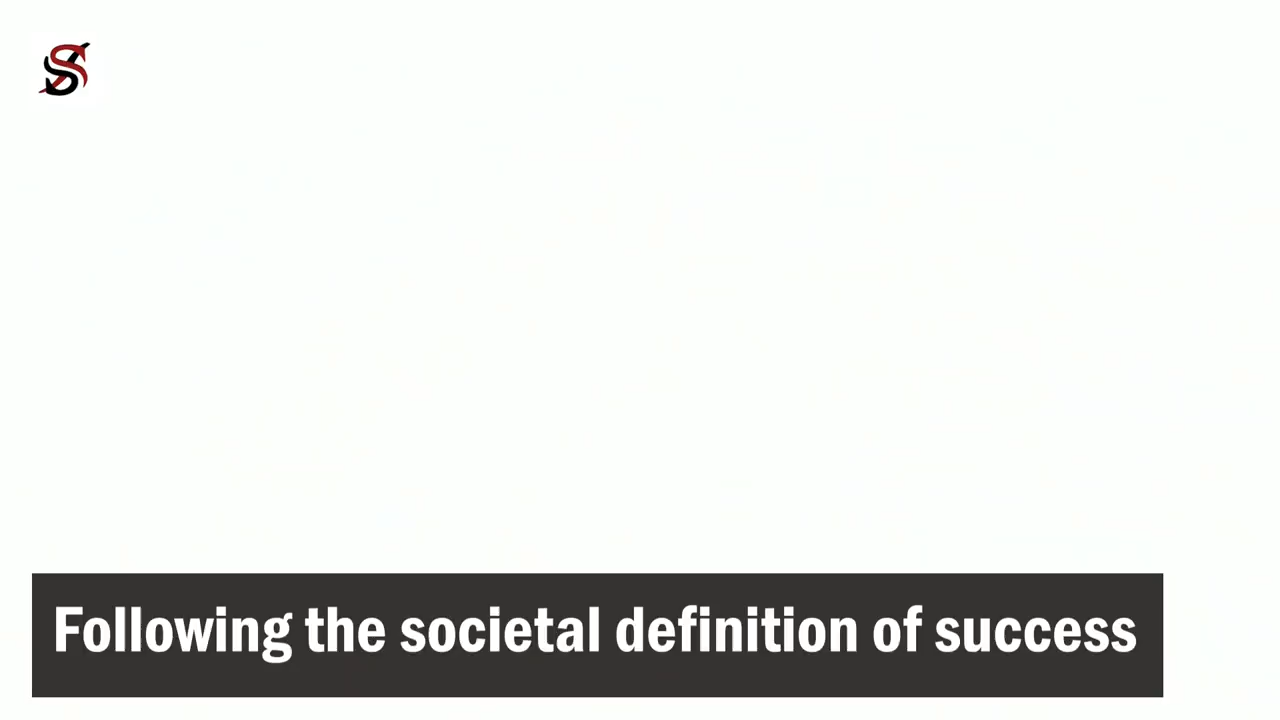 Following the societal definition of success